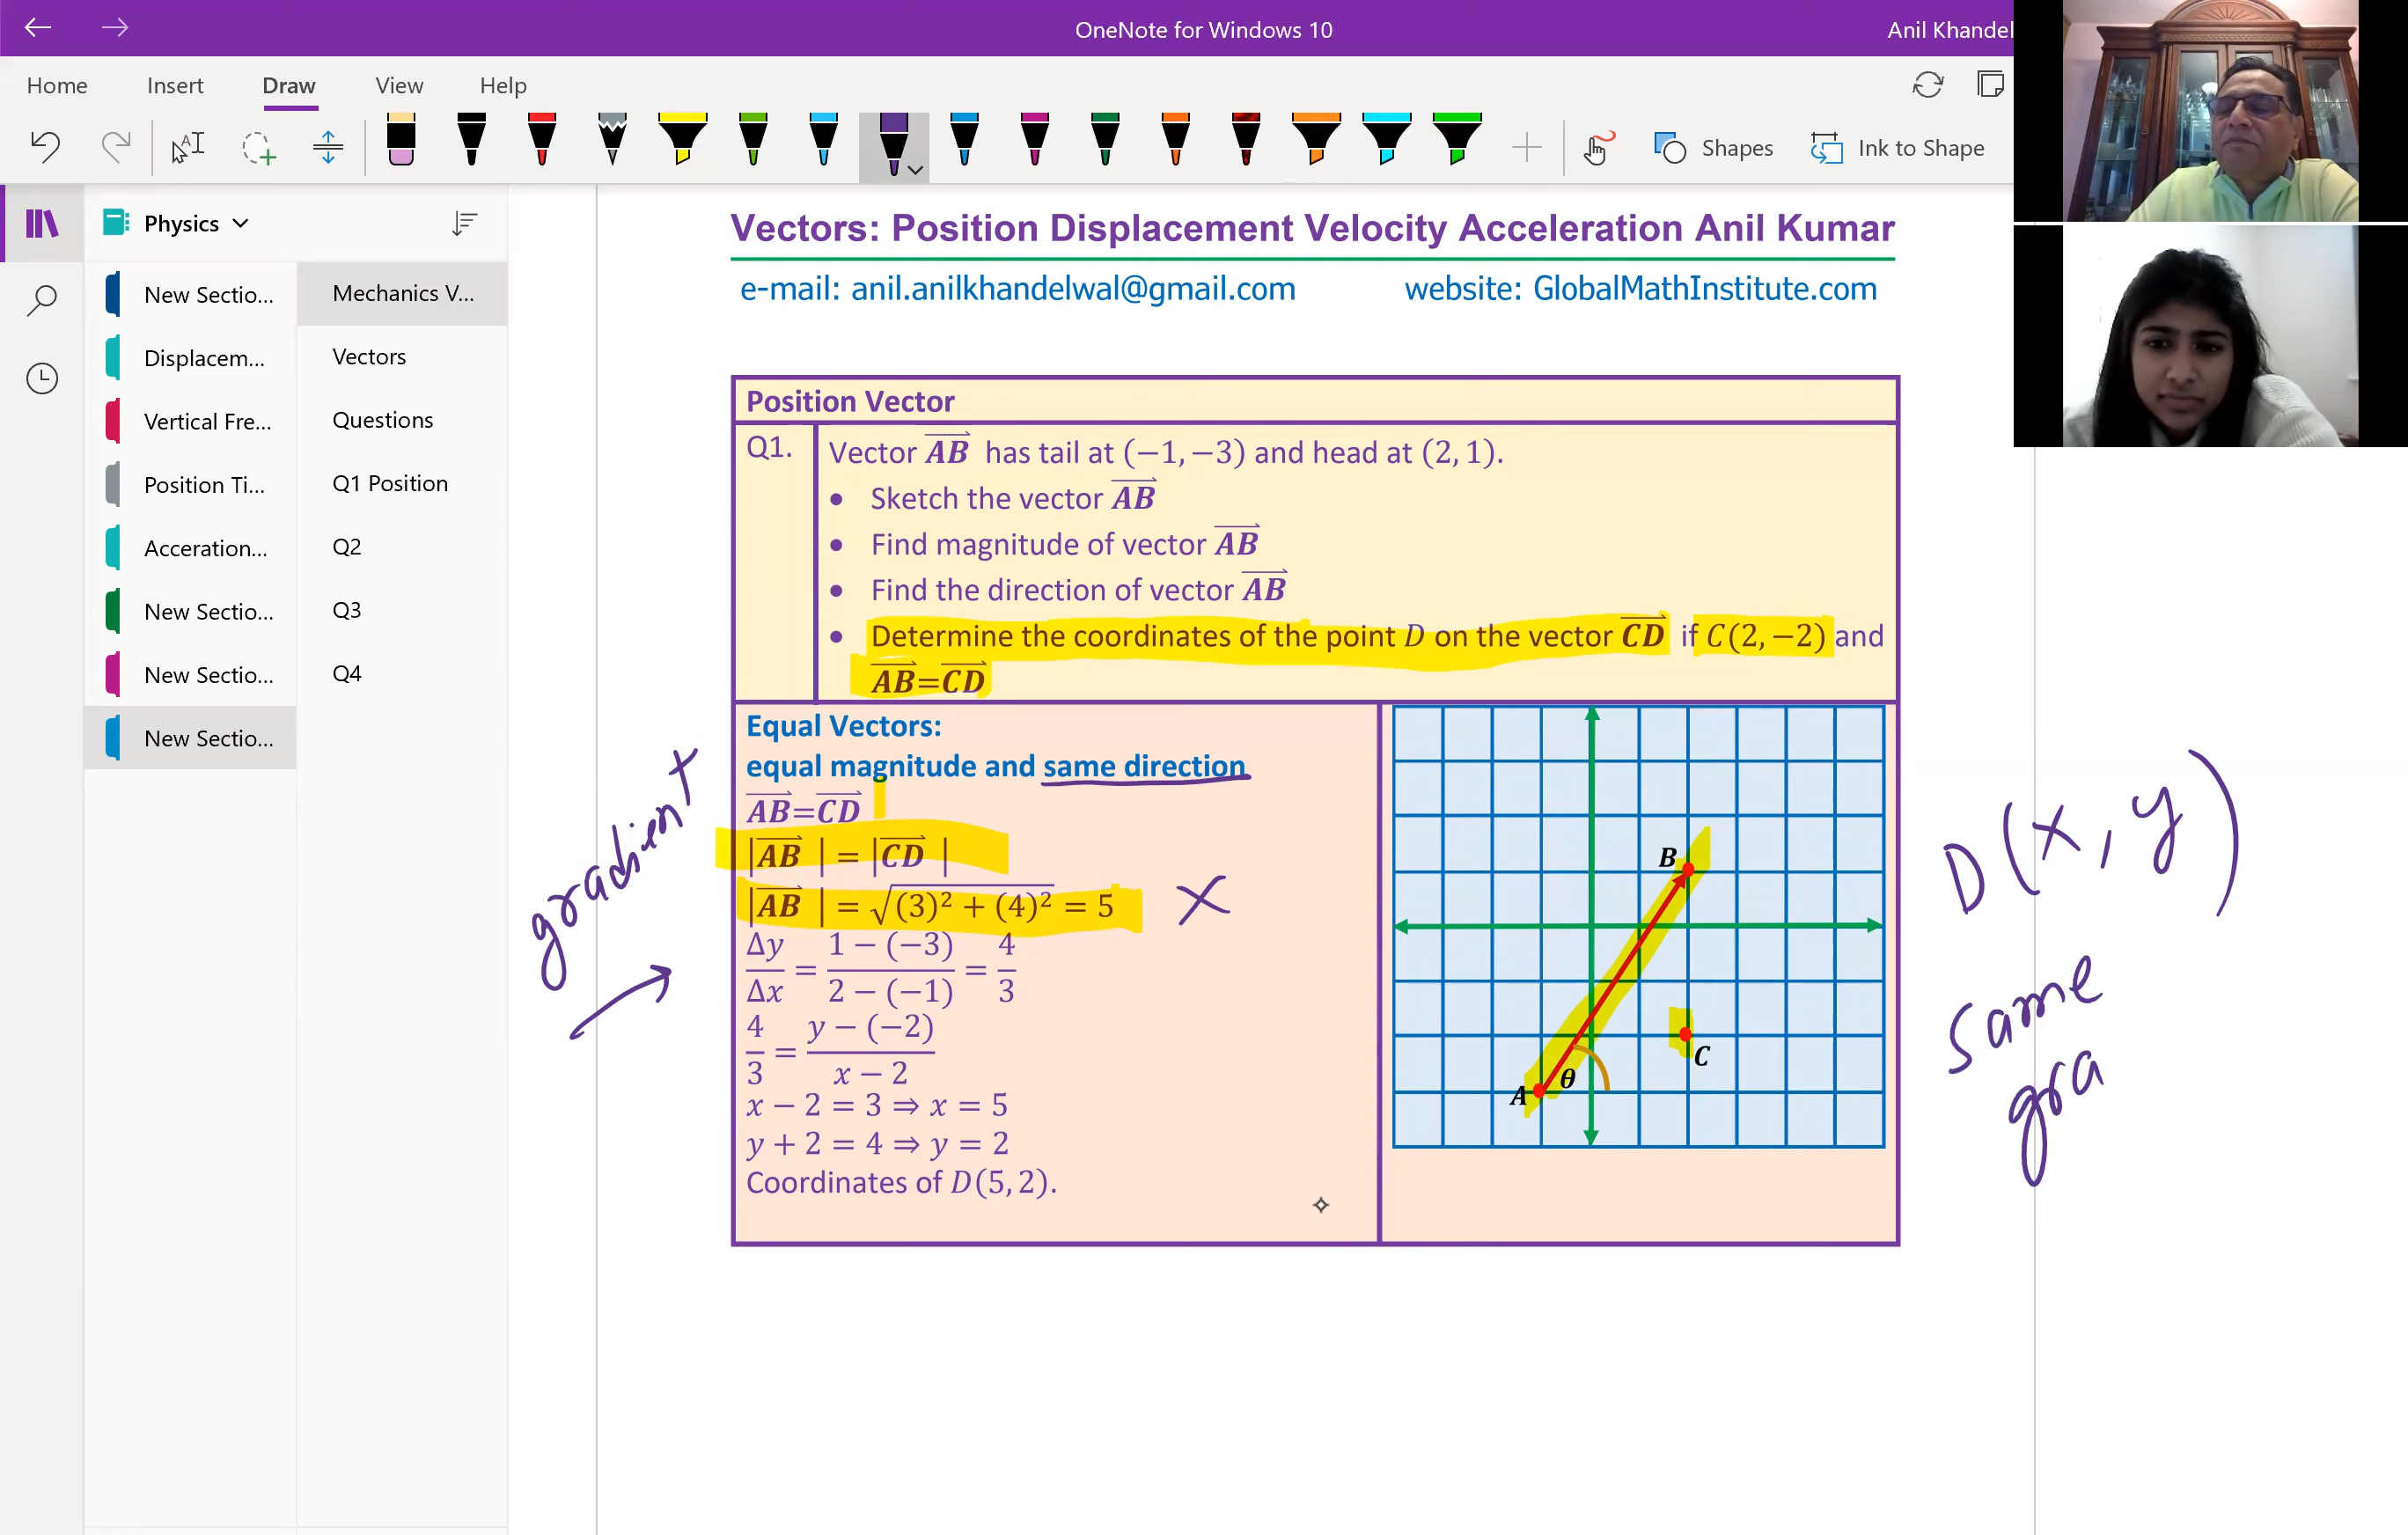 OneNote for Windows 10
Anil Khandel
Home Insert Draw View Help
Shapes Ink to Shape
Physics
New Sectio...
Displacem...
Vertical Fre...
Position Ti...
Acceration...
New Sectio...
New Sectio...
New Sectio...
Mechanics V...
Vectors
Questions
Q1 Position
Q2
Q3
Q4
Vectors: Position Displacement Velocity Acceleration Anil Kumar
e-mail: anil.anilkhandelwal@gmail.com website: GlobalMathInstitute.com
Position Vector
Q1. Vector AB has tail at (−1, −3) and head at (2, 1).
• Sketch the vector AB
• Find magnitude of vector AB
• Find the direction of vector AB
• Determine the coordinates of the point D on the vector CD if C(2, −2) and
AB=CD
Equal Vectors:
equal magnitude and same direction
AB=CD
|AB | = |CD |
|AB | = √(3)² + (4)² = 5 X
Δy/Δx = 1 − (−3)/2 − (−1) = 4/3
4/3 = y − (−2)/x − 2
x − 2 = 3 ⇒ x = 5
y + 2 = 4 ⇒ y = 2
Coordinates of D(5, 2).
gradient
B
C
A
θ
D(x, y)
same
gra